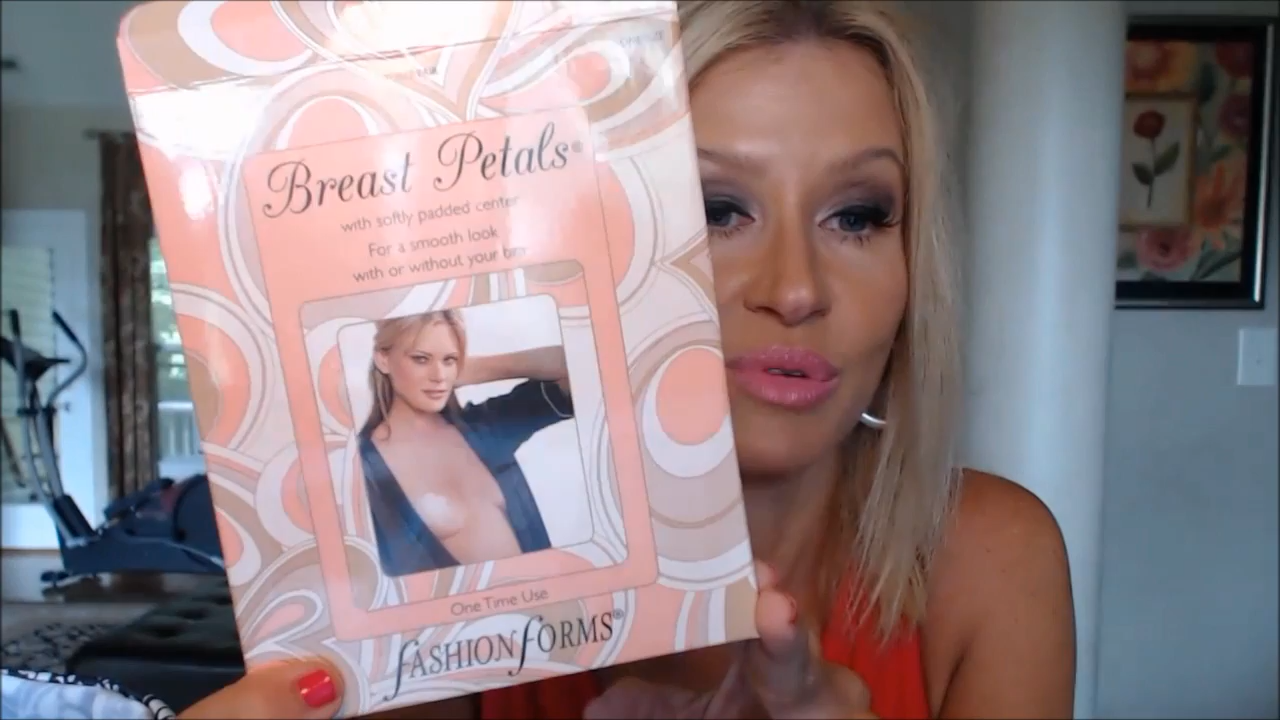 Breast Petals®
with softly padded center
For a smooth look
with or without your bra
One Time Use
FASHION FORMS®